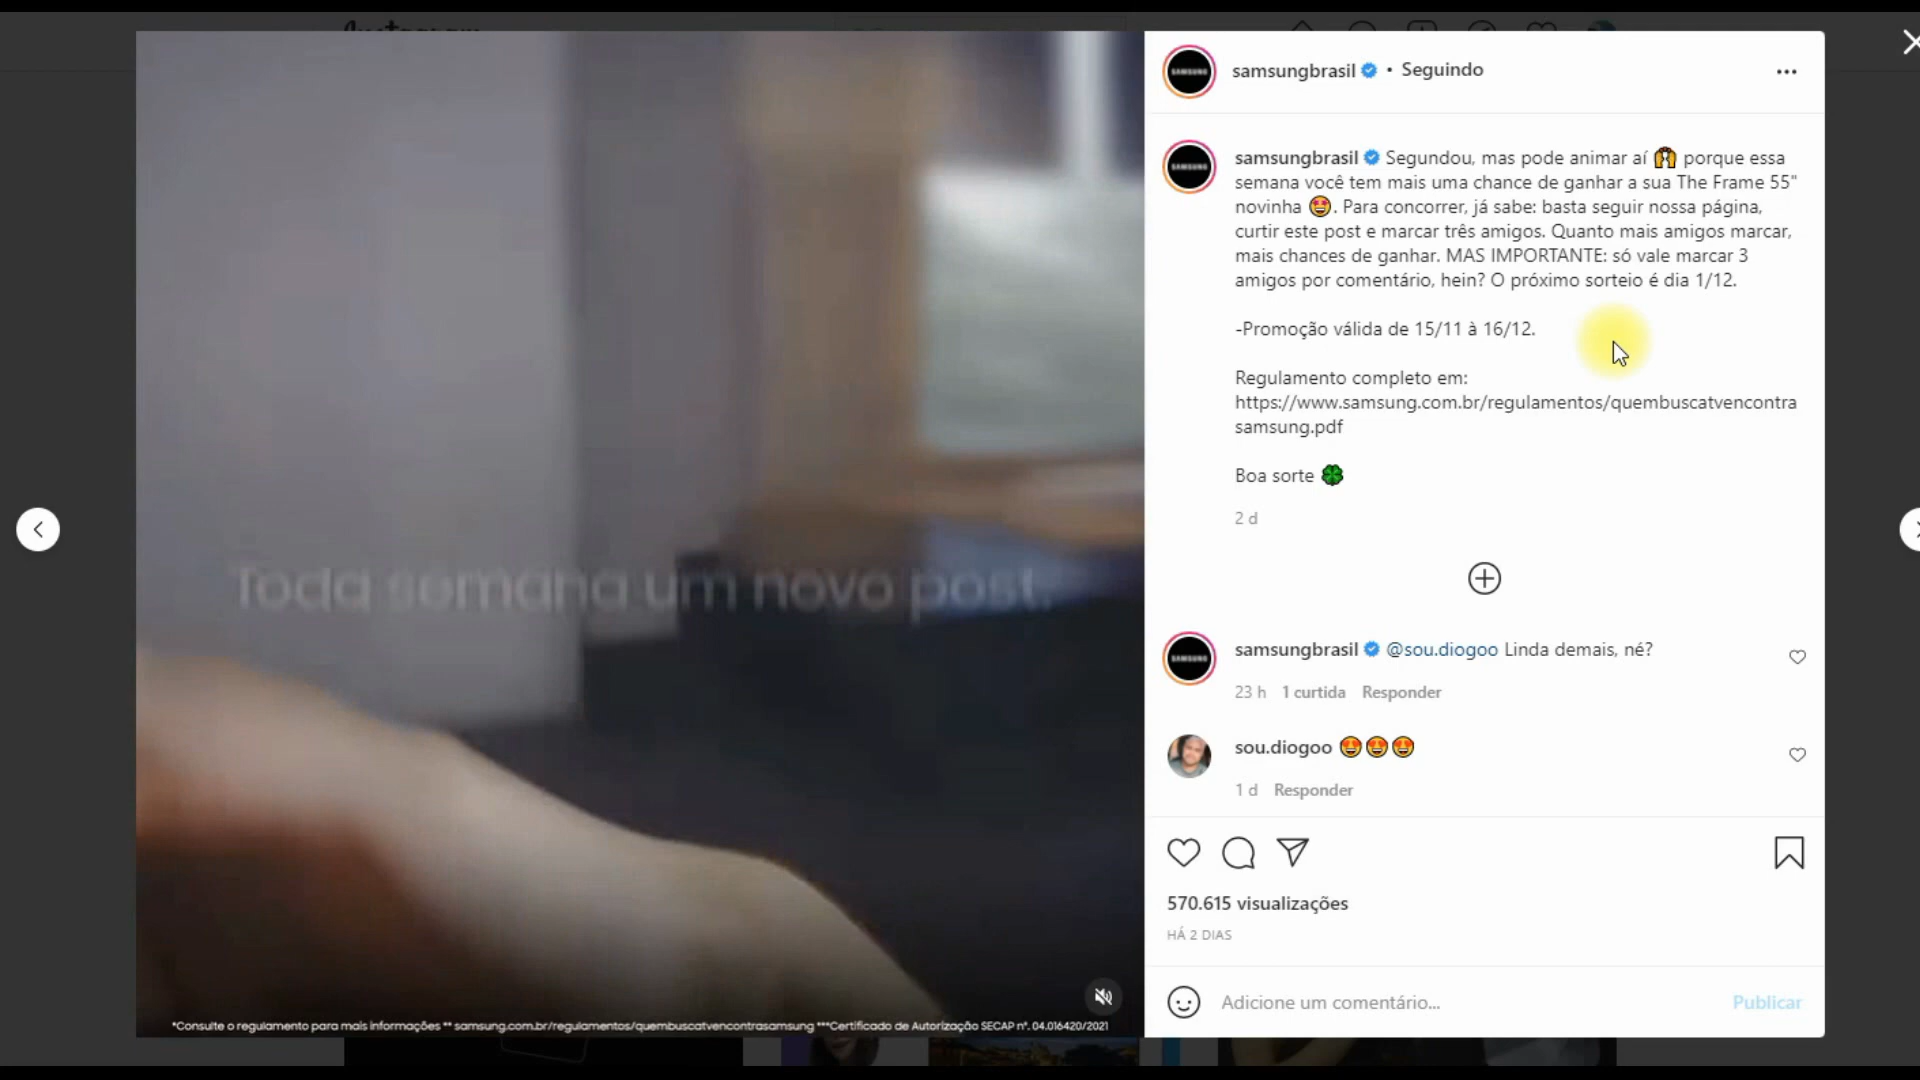 Toda semana um novo post.
*Consulte o regulamento para mais informações ** samsung.com.br/regulamentos/quembuscatvencontrasamsung ***Certificado de Autorização SECAP nº. 04.016420/2021
SAMSUNG
samsungbrasil • Seguindo
SAMSUNG
samsungbrasil Segundou, mas pode animar aí 🙌 porque essa
semana você tem mais uma chance de ganhar a sua The Frame 55"
novinha 🤩. Para concorrer, já sabe: basta seguir nossa página,
curtir este post e marcar três amigos. Quanto mais amigos marcar,
mais chances de ganhar. MAS IMPORTANTE: só vale marcar 3
amigos por comentário, hein? O próximo sorteio é dia 1/12.
-Promoção válida de 15/11 à 16/12.
Regulamento completo em:
https://www.samsung.com.br/regulamentos/quembuscatvencontra
samsung.pdf
Boa sorte 🍀
2 d
SAMSUNG
samsungbrasil @sou.diogoo Linda demais, né?
23 h 1 curtida Responder
sou.diogoo 😍😍😍
1 d Responder
570.615 visualizações
HÁ 2 DIAS
Adicione um comentário... Publicar